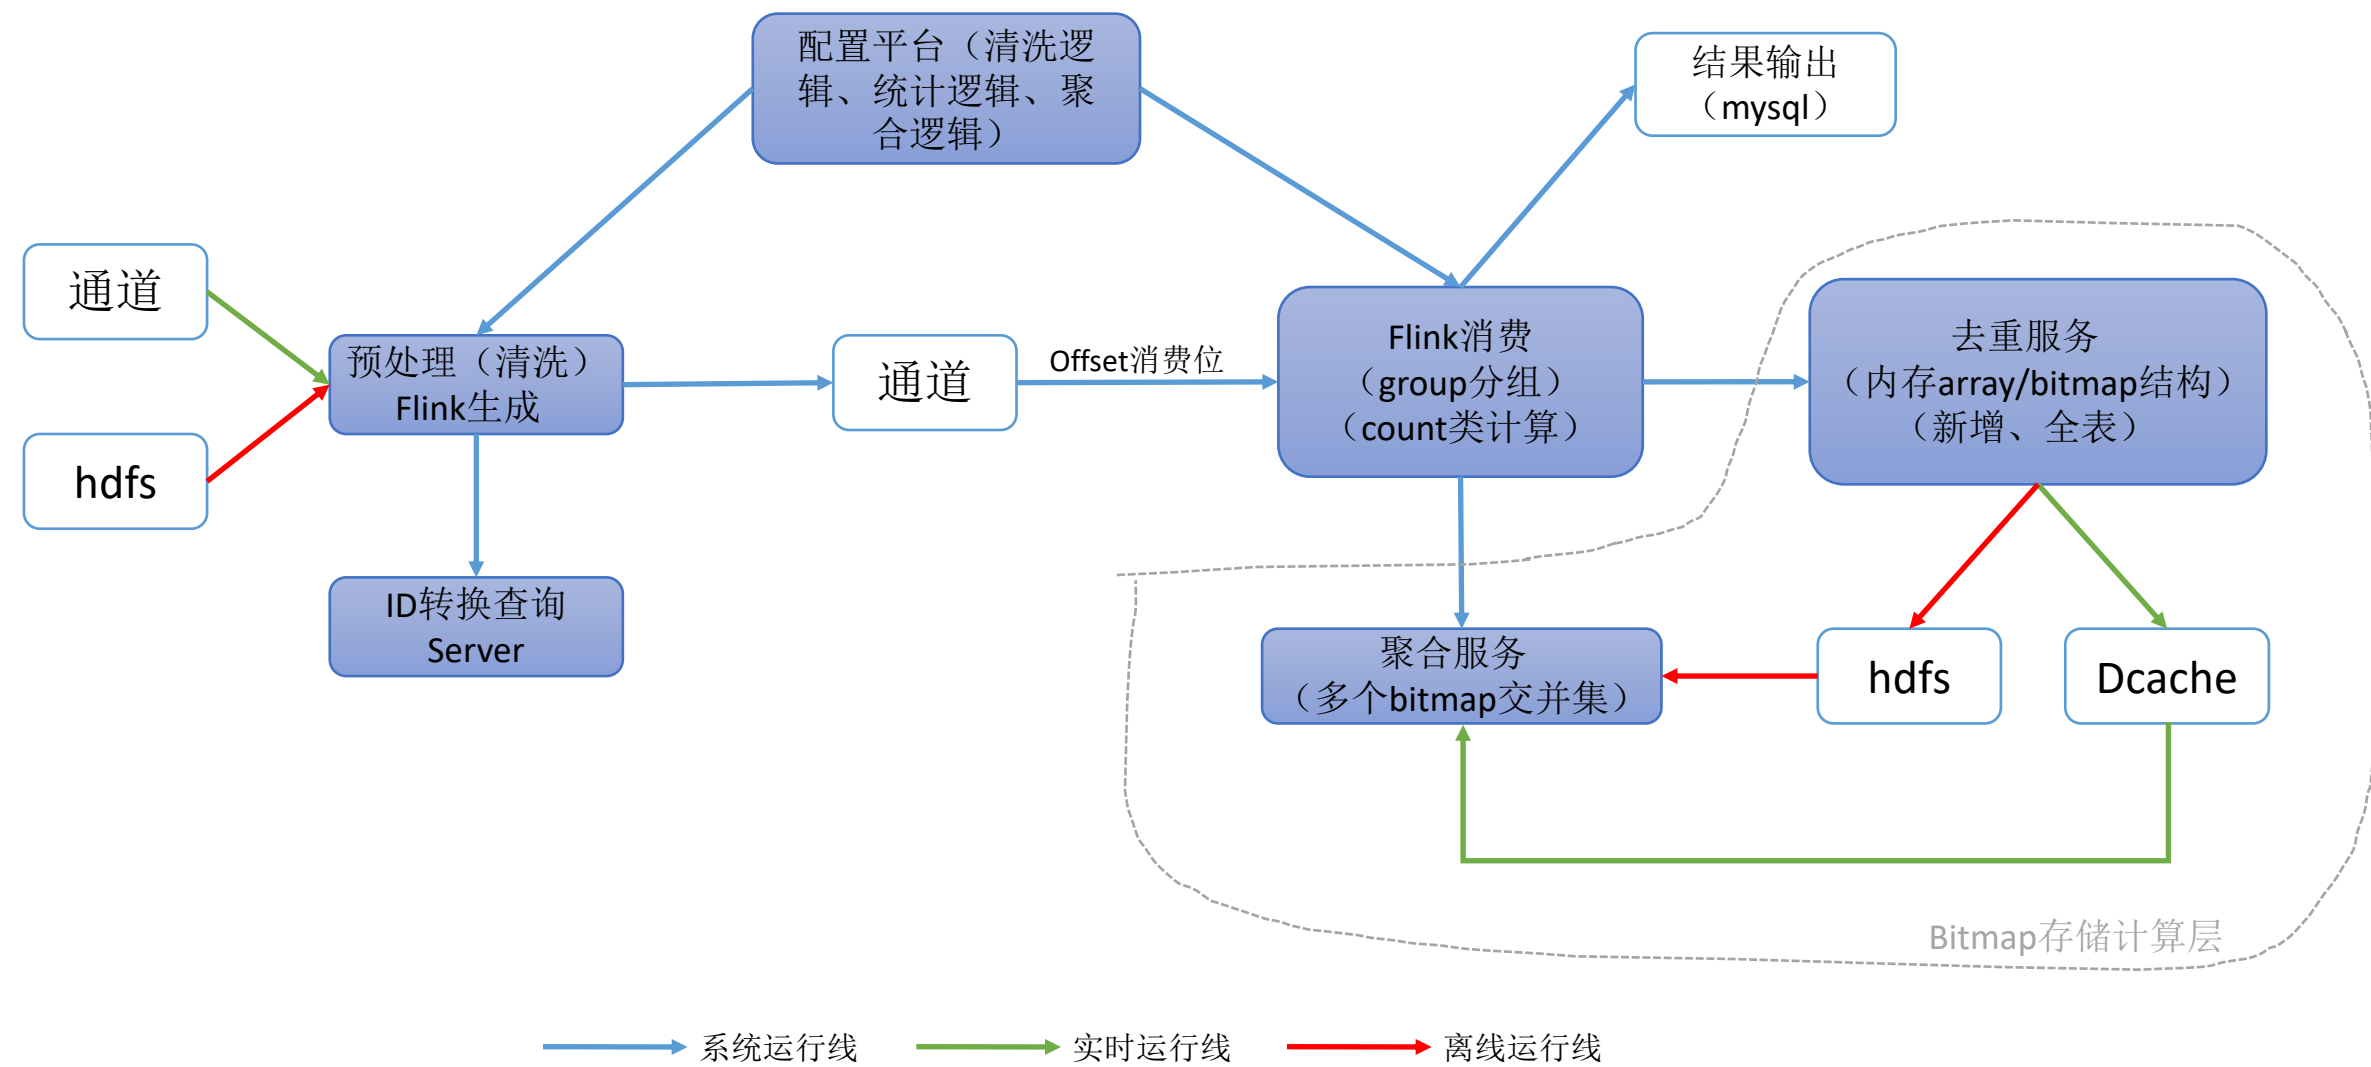 配置平台（清洗逻
辑、统计逻辑、聚
合逻辑）
结果输出
（mysql）
通道
hdfs
预处理（清洗）
Flink生成
通道
Offset消费位
Flink消费
（group分组）
（count类计算）
去重服务
（内存array/bitmap结构）
（新增、全表）
ID转换查询
Server
聚合服务
（多个bitmap交并集）
hdfs
Dcache
Bitmap存储计算层
系统运行线
实时运行线
离线运行线